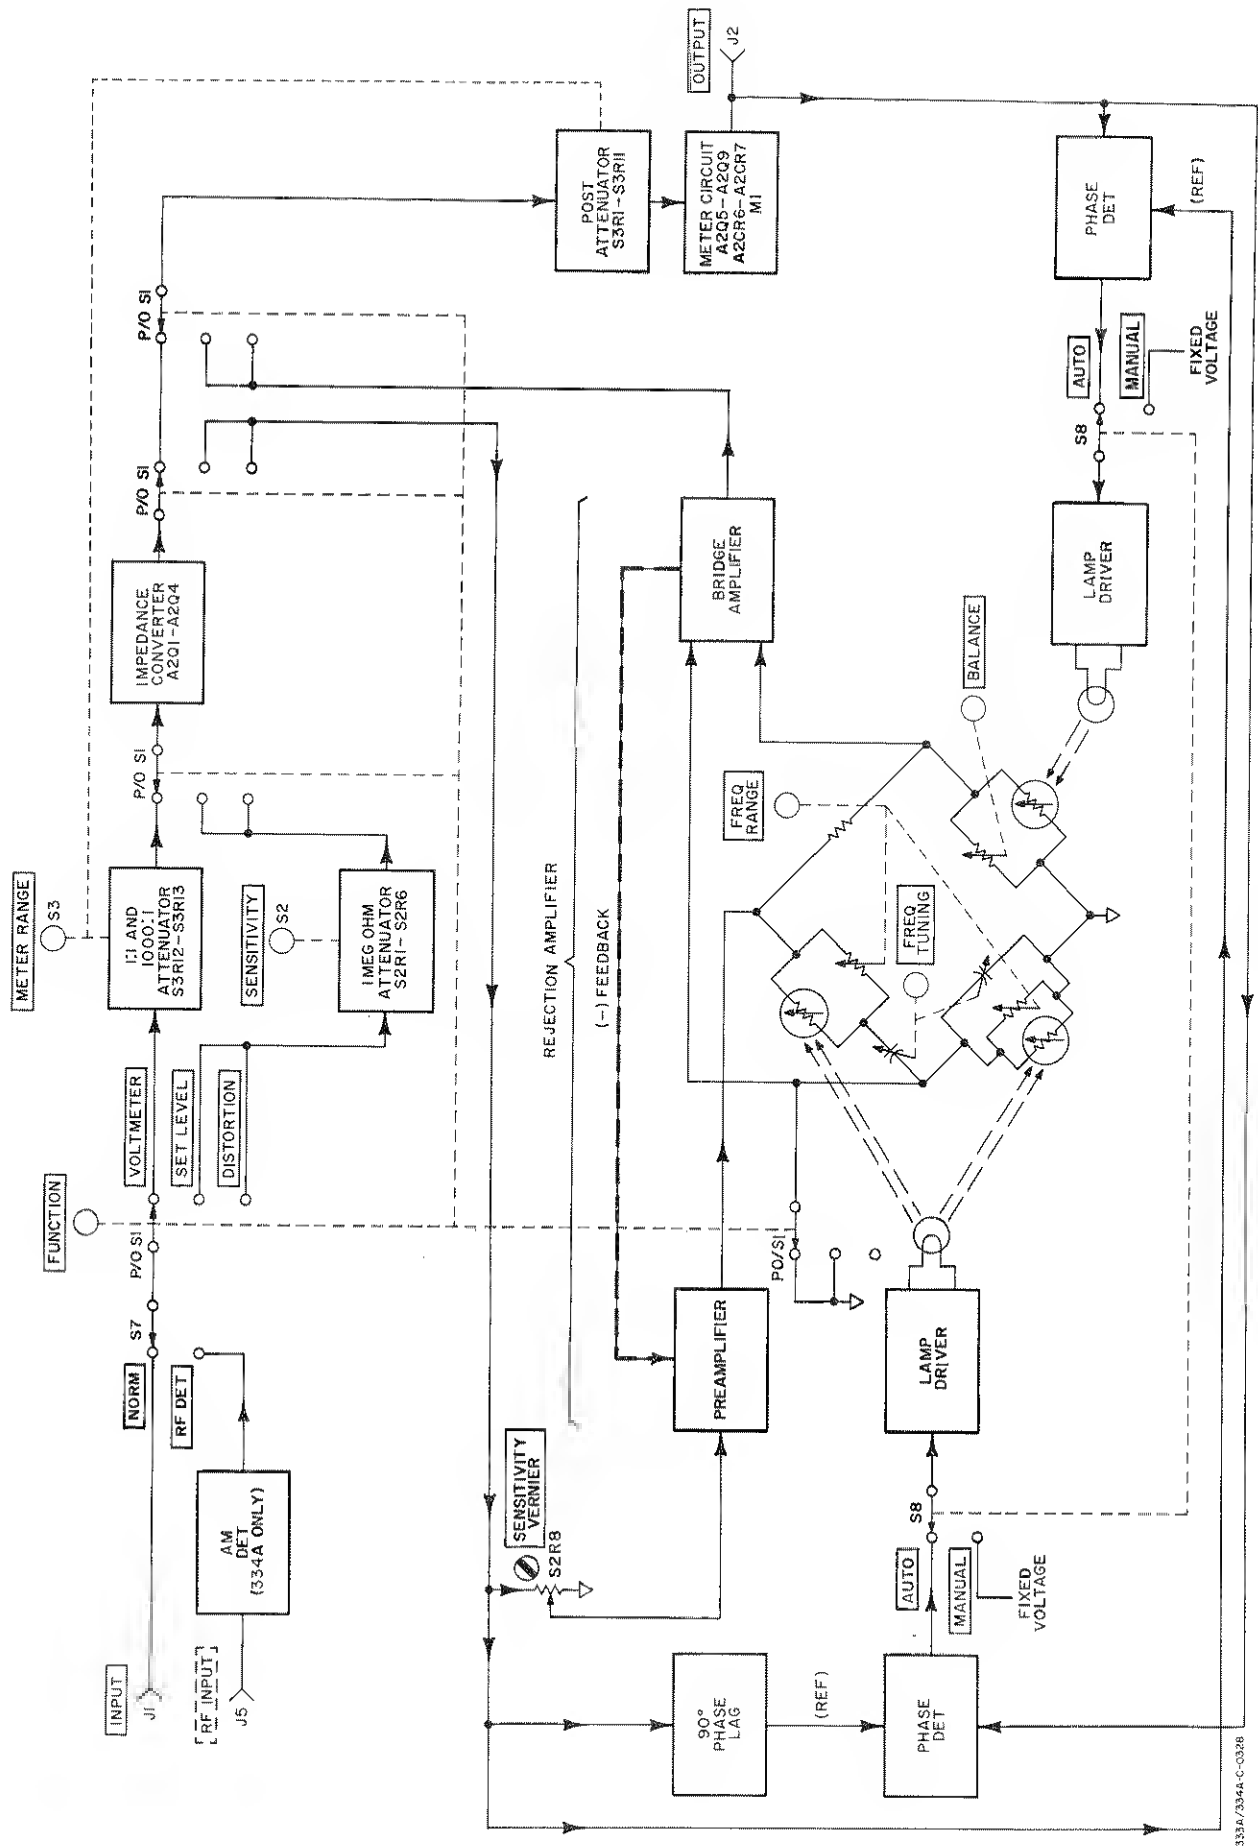 INPUT
J1
RF INPUT
J5
AM
DET
(334A ONLY)
NORM
RF DET
S7
P/O S1
FUNCTION
VOLTMETER
SET LEVEL
DISTORTION
METER RANGE
S3
1:1 AND
1000:1
ATTENUATOR
S3R12-S3R13
SENSITIVITY
S2
1MEG OHM
ATTENUATOR
S2R1-S2R6
P/O S1
IMPEDANCE
CONVERTER
A2Q1-A2Q4
P/O S1
P/O S1
POST
ATTENUATOR
S3R1-S3R11
METER CIRCUIT
A2Q5-A2Q9
A2CR6-A2CR7
M1
OUTPUT
J2
SENSITIVITY
VERNIER
S2R8
REJECTION AMPLIFIER
(-) FEEDBACK
PREAMPLIFIER
BRIDGE
AMPLIFIER
PO/S1
FREQ
RANGE
FREQ
TUNING
BALANCE
90°
PHASE
LAG
(REF)
PHASE
DET
AUTO
MANUAL
FIXED
VOLTAGE
S8
LAMP
DRIVER
LAMP
DRIVER
S8
AUTO
MANUAL
FIXED
VOLTAGE
PHASE
DET
(REF)
333A/334A-C-0328